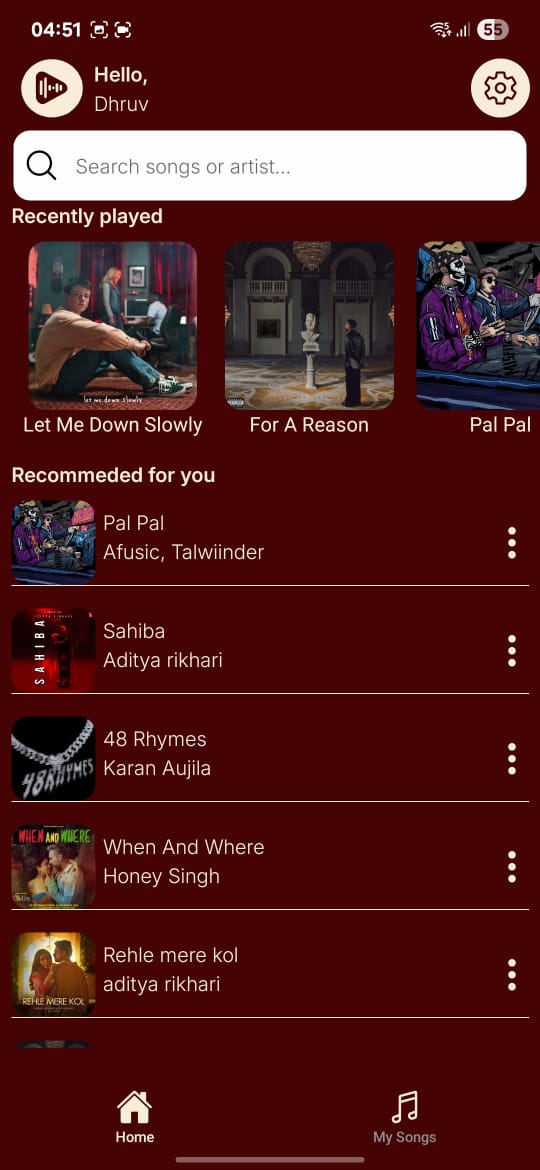 04:51
55
Hello,
Dhruv
Search songs or artist...
Recently played
let me down slowly
Let Me Down Slowly
For A Reason
Pal Pal
Recommeded for you
Pal Pal
Afusic, Talwiinder
SAHIBA
Sahiba
Aditya rikhari
48RHYMES
48 Rhymes
Karan Aujila
WHEN AND WHERE
When And Where
Honey Singh
REHLE MERE KOL
Rehle mere kol
aditya rikhari
Home
My Songs